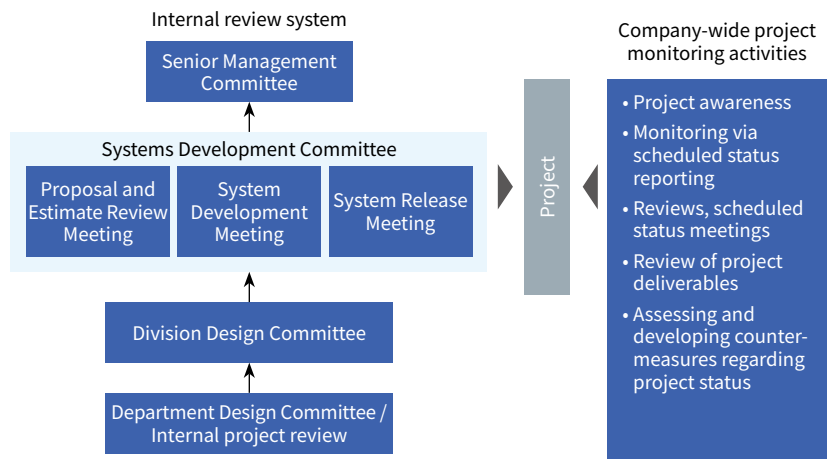 Internal review system
Senior Management
Committee
Systems Development Committee
Proposal and
Estimate Review
Meeting
System
Development
Meeting
System Release
Meeting
Division Design Committee
Department Design Committee /
Internal project review
Project
Company-wide project
monitoring activities
• Project awareness
• Monitoring via
scheduled status
reporting
• Reviews, scheduled
status meetings
• Review of project
deliverables
• Assessing and
developing counter-
measures regarding
project status